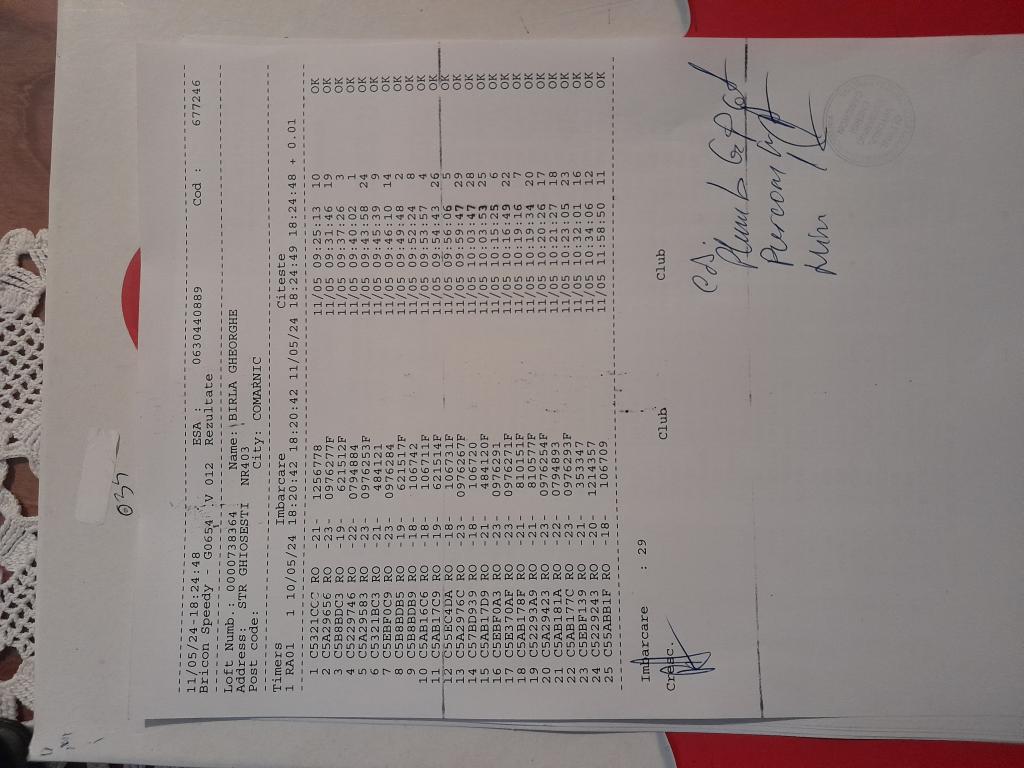 11/05/24-18:24:48 BSA : 0630440889 Cod : 677246
Bricon Speedy - G0654 .V 012 Rezultate
Loft Numb.: 0000738364 Name: BIRLA GHEORGHE
Address: STR GHIOSESTI NR403
Post code: City: COMARNIC
Timers Imbarcare Citeste
1 RA01 1 10/05/24 18:20:42 18:20:42 11/05/24 18:24:49 18:24:48 + 0.01
1 C5321CCC RO -21- 1256778 11/05 09:25:13 10 OK
2 C5A29656 RO -23- 0976277F 11/05 09:31:46 19 OK
3 C5B8BDC3 RO -19- 621512F 11/05 09:37:26 3 OK
4 C5229746 RO -22- 0794884 11/05 09:40:02 1 OK
5 C5A29583 RO -23- 0976253F 11/05 09:43:58 24 OK
6 C5321BC3 RO -21- 484121 11/05 09:45:39 9 OK
7 C5EBF0C9 RO -23- 0976284 11/05 09:46:10 14 OK
8 C5B8BDB5 RO -19- 621517F 11/05 09:49:48 2 OK
9 C5B8BDB9 RO -18- 106742 11/05 09:52:24 8 OK
10 C5AB16C6 RO -18- 106711F 11/05 09:53:57 4 OK
11 C5AB17C9 RO -19- 621514F 11/05 09:54:43 26 OK
12 C55EC4DA RO -18- 106731F 11/05 09:56:06 5 OK
13 C5A2976C RO -23- 0976267F 11/05 09:59:47 29 OK
14 C57BD939 RO -18- 106720 11/05 10:03:47 28 OK
15 C5AB17D9 RO -21- 484120F 11/05 10:03:53 25 OK
16 C5EBF0A3 RO -23- 0976291 11/05 10:15:25 6 OK
17 C5E370AF RO -23- 0976271F 11/05 10:16:49 22 OK
18 C5AB178F RO -21- 810151F 11/05 10:19:16 7 OK
19 C52293AA RO -21- 810577F 11/05 10:19:34 20 OK
20 C5A29423 RO -23- 0976254F 11/05 10:20:26 17 OK
21 C5AB181A RO -22- 0794893 11/05 10:21:27 18 OK
22 C5AB177C RO -23- 0976293F 11/05 10:23:05 23 OK
23 C5EBF139 RO -21- 353347 11/05 10:32:01 16 OK
24 C5229243 RO -20- 1214357 11/05 10:54:16 12 OK
25 C55ABB1F RO -18- 106709 11/05 11:58:50 11 OK
Imbarcare : 29
Cresc. Club Club
034